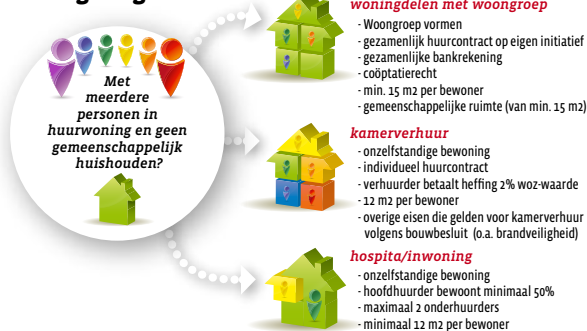 Met
meerdere
personen in
huurwoning en geen
gemeenschappelijk
huishouden?
woningdelen met woongroep
- Woongroep vormen
- gezamenlijk huurcontract op eigen initiatief
- gezamenlijke bankrekening
- coöptatierecht
- min. 15 m2 per bewoner
- gemeenschappelijke ruimte (van min. 15 m2)
kamerverhuur
- onzelfstandige bewoning
- individueel huurcontract
- verhuurder betaalt heffing 2% woz-waarde
- 12 m2 per bewoner
- overige eisen die gelden voor kamerverhuur
volgens bouwbesluit (o.a. brandveiligheid)
hospita/inwoning
- onzelfstandige bewoning
- hoofdhuurder bewoont minimaal 50%
- maximaal 2 onderhuurders
- minimaal 12 m2 per bewoner